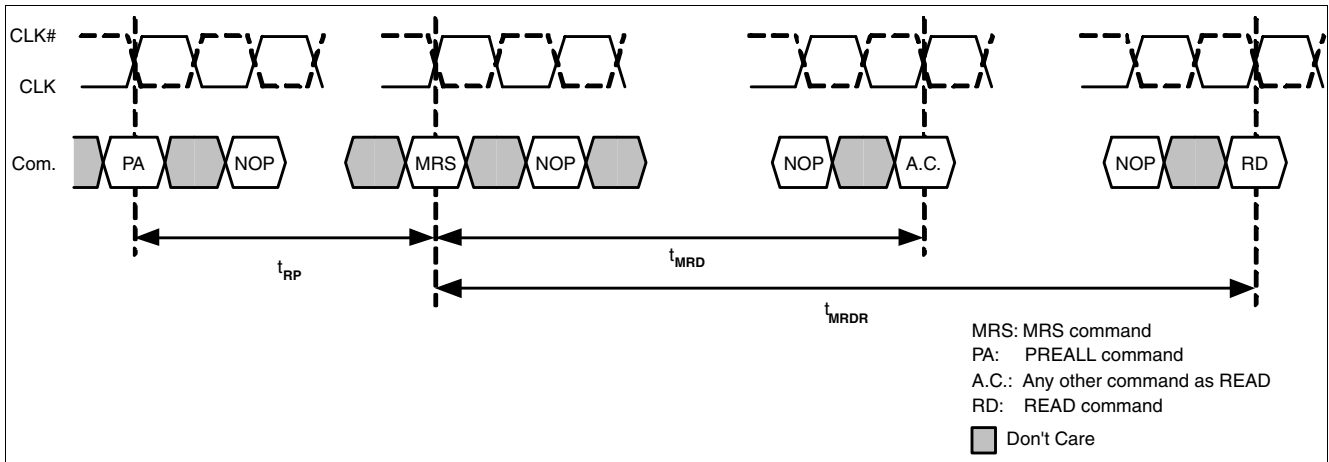 CLK#
CLK
Com. PA NOP MRS NOP NOP A.C. NOP RD
tRP
tMRD
tMRDR
MRS: MRS command
PA: PREALL command
A.C.: Any other command as READ
RD: READ command
Don't Care